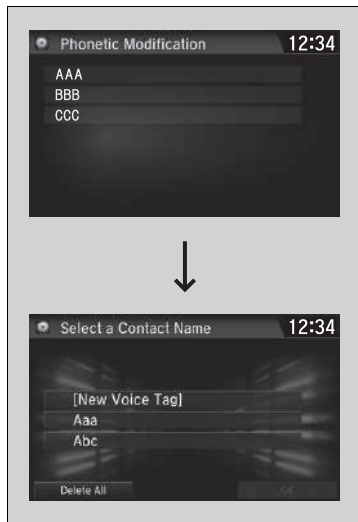 Phonetic Modification
12:34
AAA
BBB
CCC
Select a Contact Name
12:34
[New Voice Tag]
Aaa
Abc
Delete All
OK